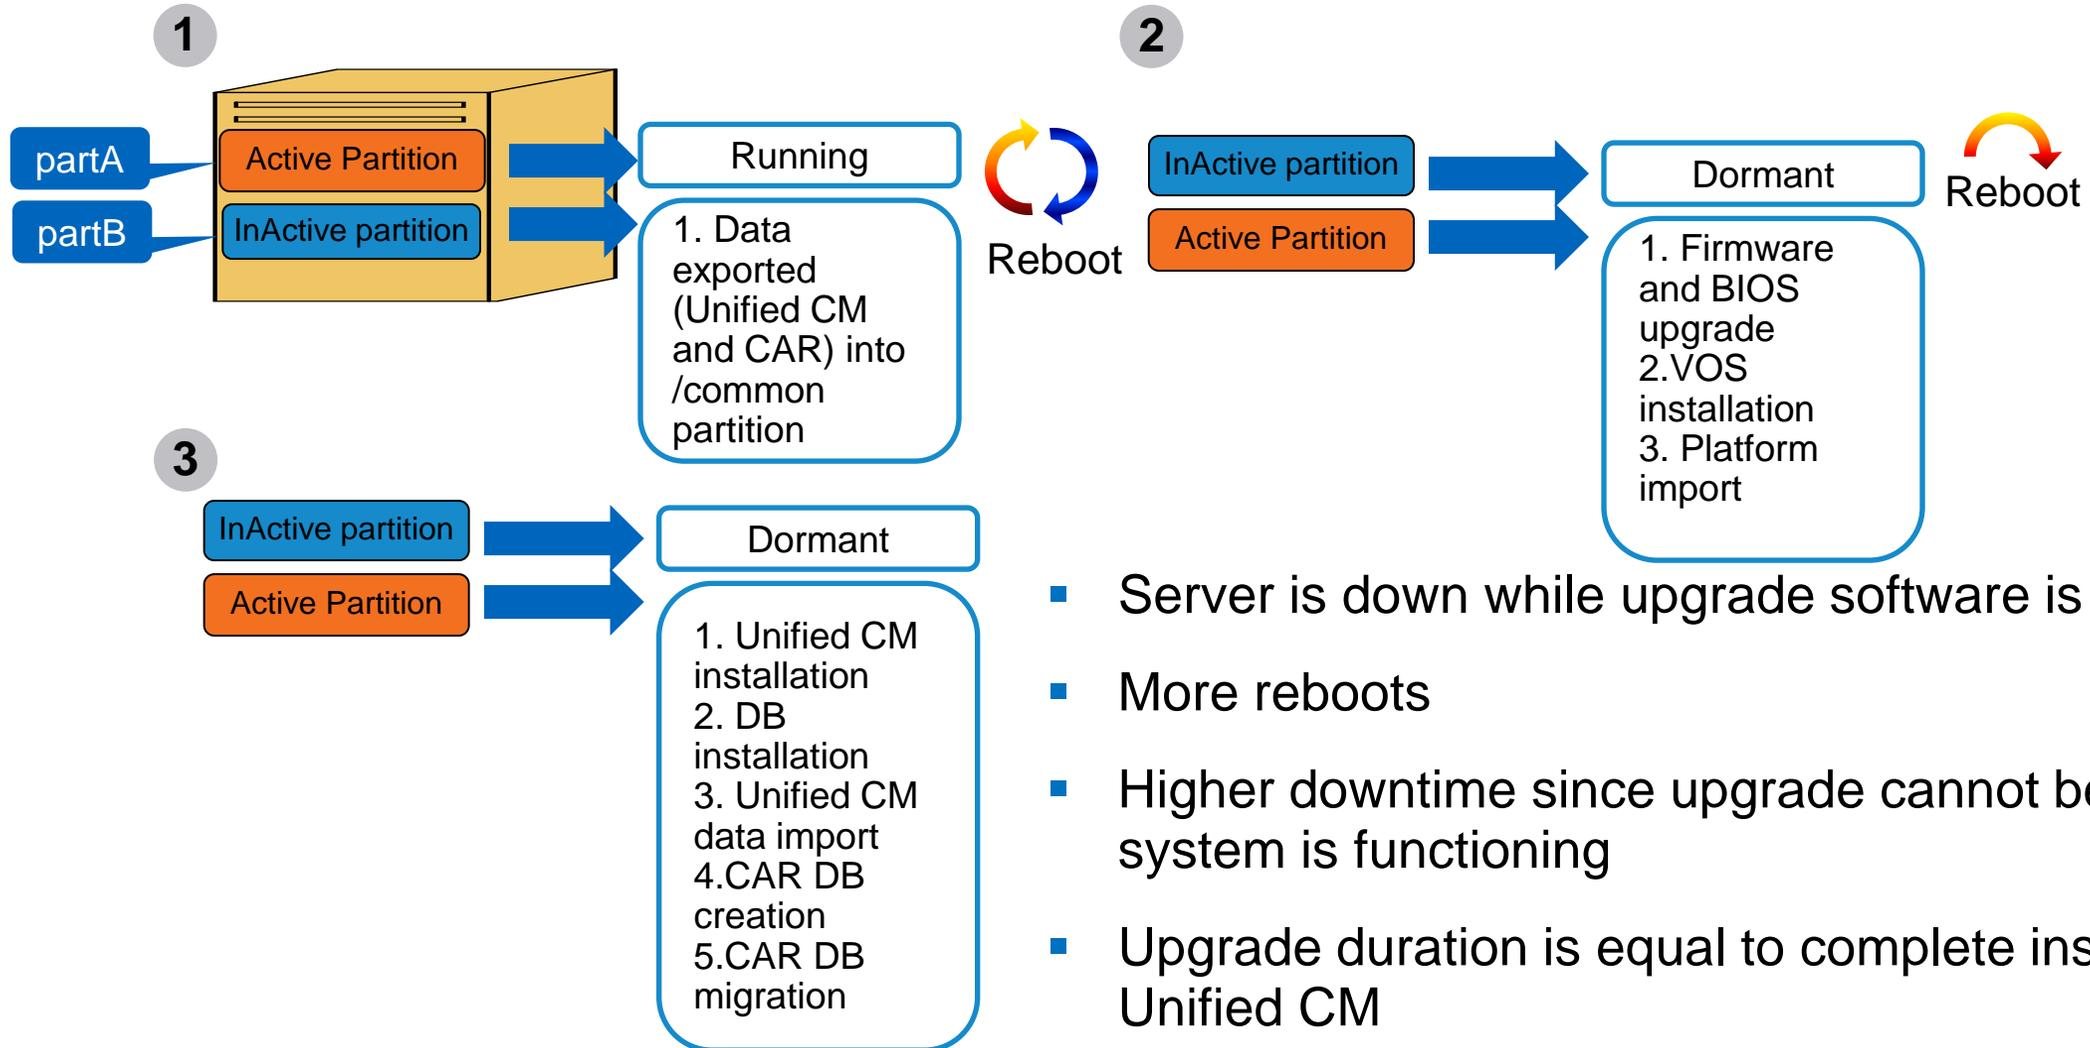 1
partA
partB
Active Partition
InActive partition
Running
1. Data
exported
(Unified CM
and CAR) into
/common
partition
Reboot
2
InActive partition
Active Partition
Dormant
1. Firmware
and BIOS
upgrade
2.VOS
installation
3. Platform
import
Reboot
3
InActive partition
Active Partition
Dormant
1. Unified CM
installation
2. DB
installation
3. Unified CM
data import
4.CAR DB
creation
5.CAR DB
migration
Server is down while upgrade software is
More reboots
Higher downtime since upgrade cannot
system is functioning
Upgrade duration is equal to complete
Unified CM